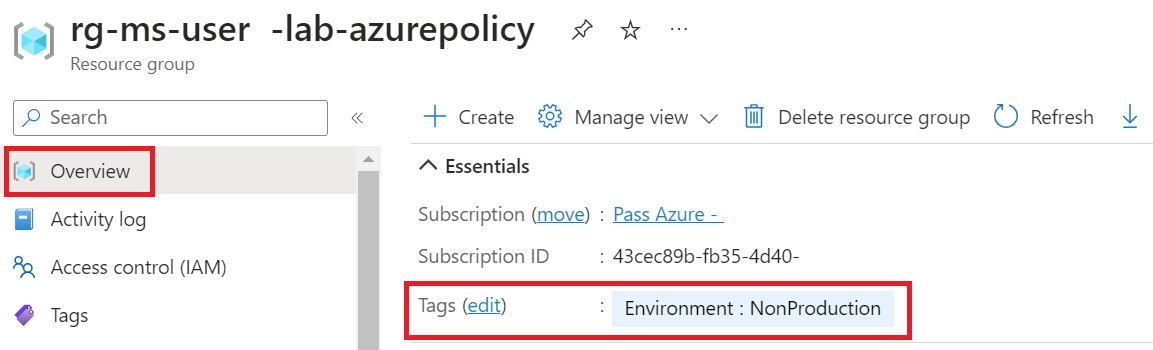 rg-ms-user -lab-azurepolicy
Resource group
Search
Create
Manage view
Delete resource group
Refresh
Overview
Activity log
Access control (IAM)
Tags
Essentials
Subscription (move) : Pass Azure -
Subscription ID : 43cec89b-fb35-4d40-
Tags (edit) : Environment : NonProduction